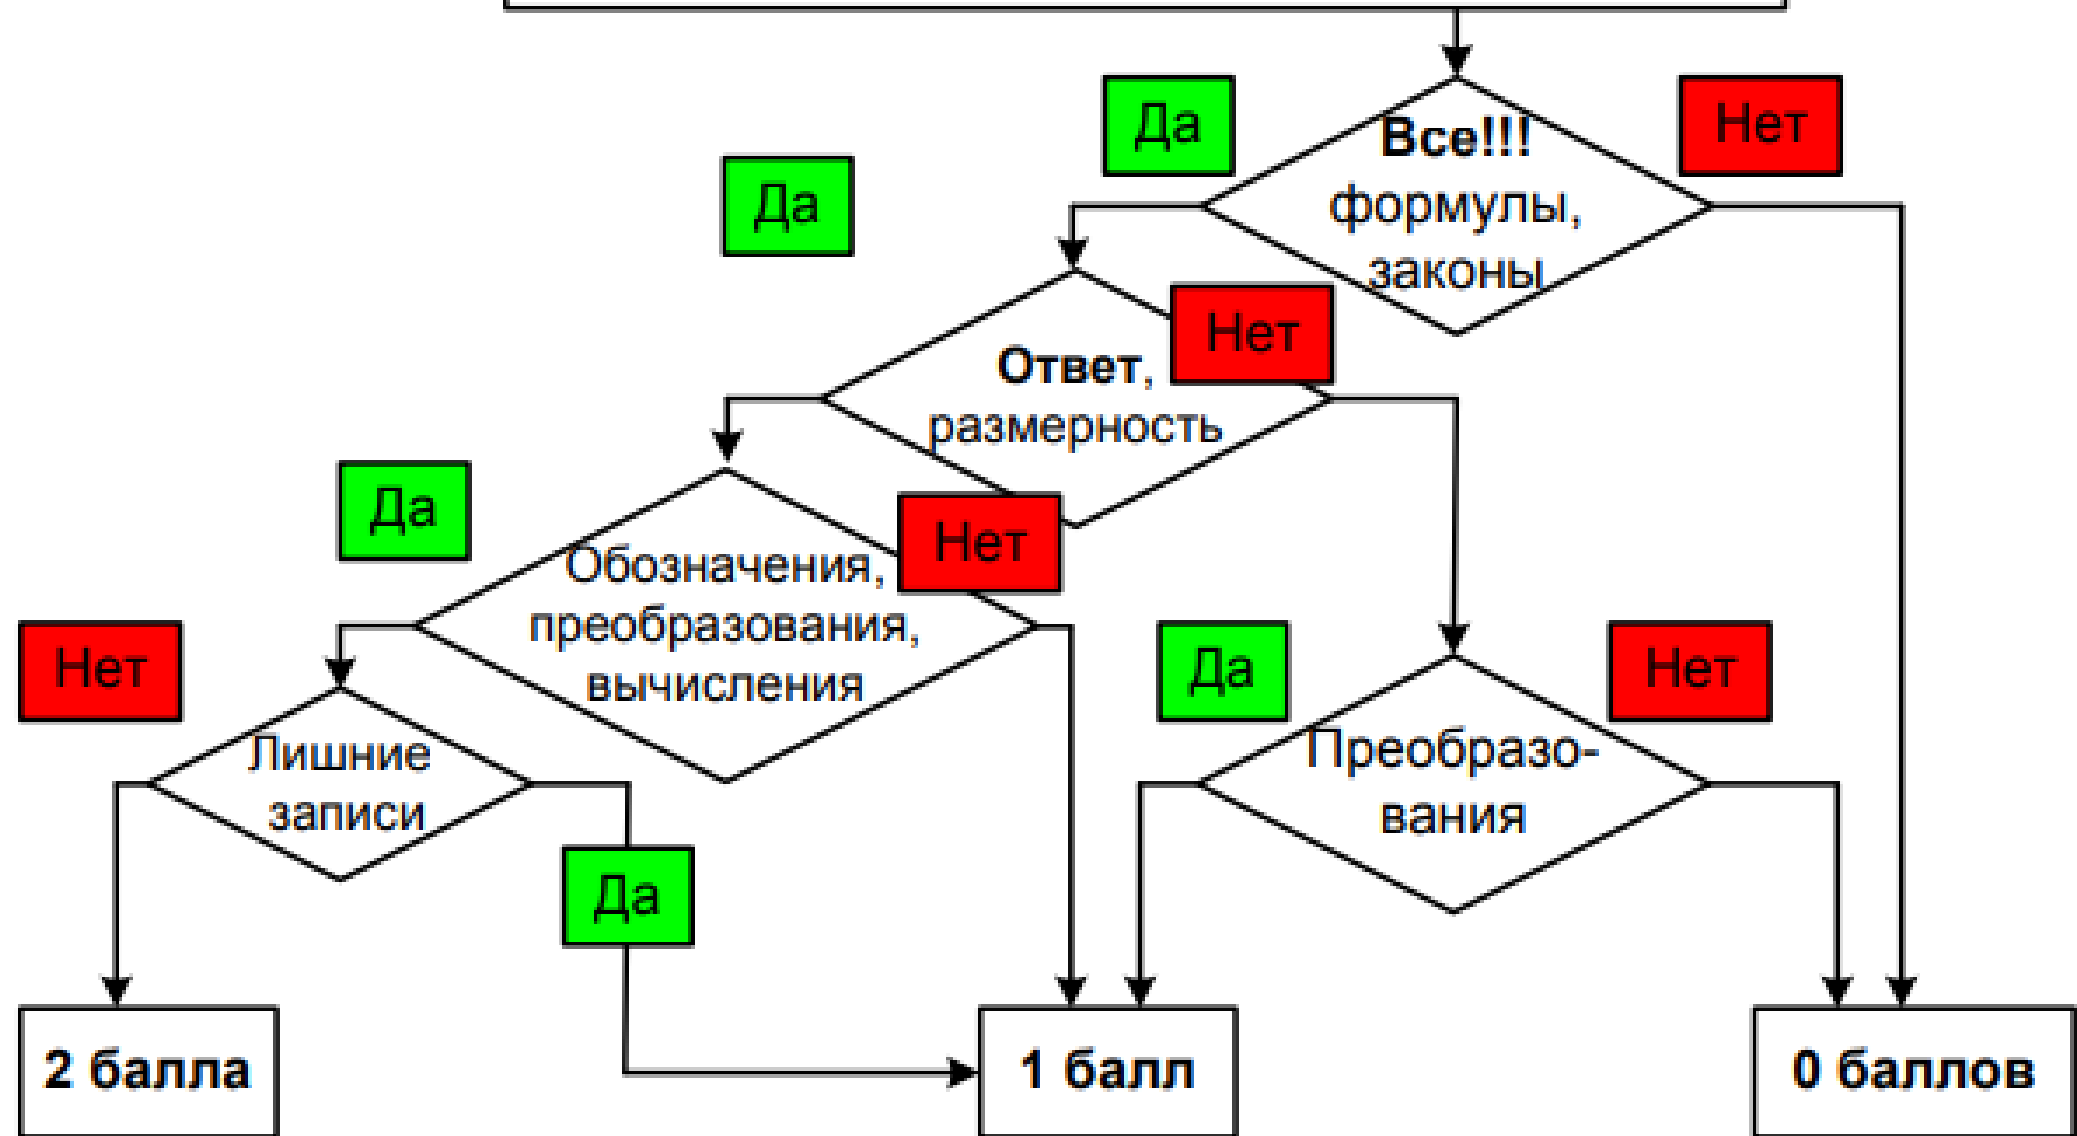 Да
Все!!!
формулы,
законы
Нет
Да
Ответ,
размерность
Нет
Да
Обозначения,
преобразования,
вычисления
Нет
Нет
Лишние
записи
Да
Да
Преобразо-
вания
Нет
2 балла
1 балл
0 баллов